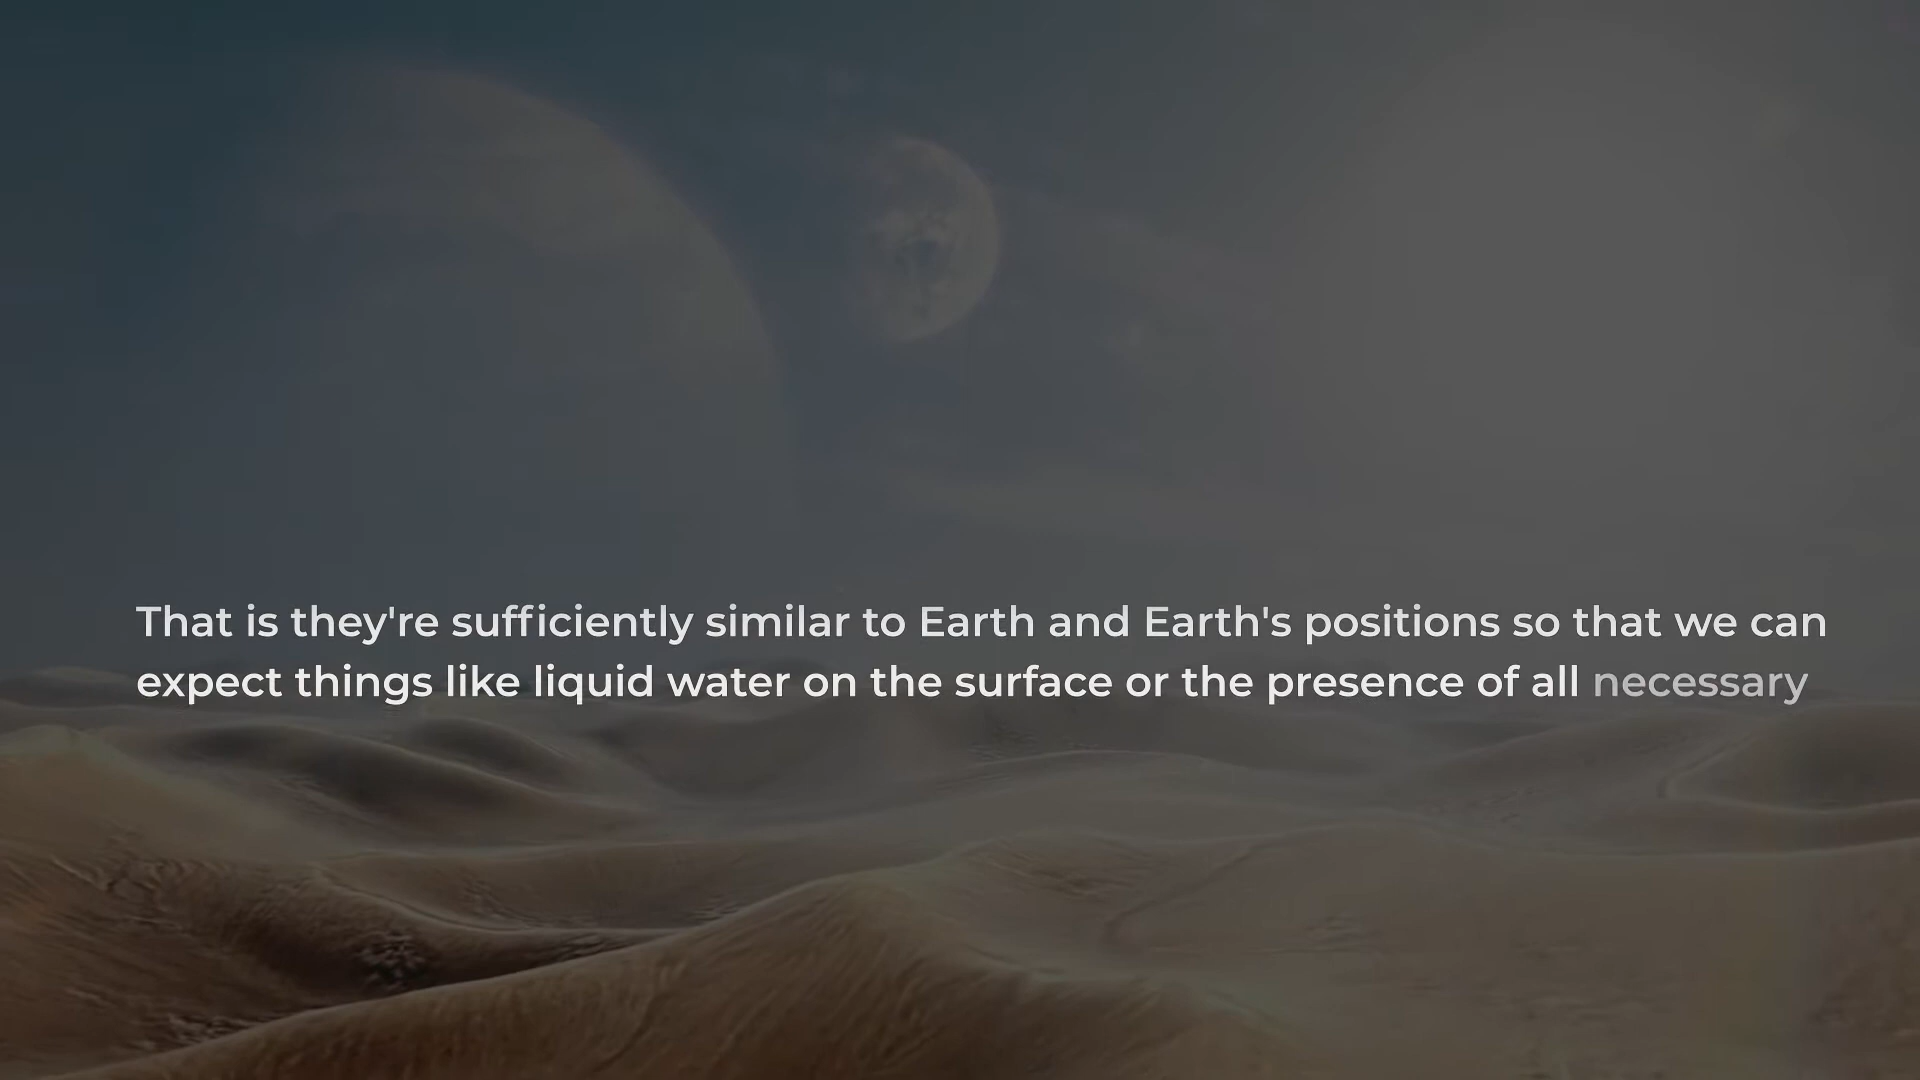 That is they're sufficiently similar to Earth and Earth's positions so that we can
expect things like liquid water on the surface or the presence of all necessary